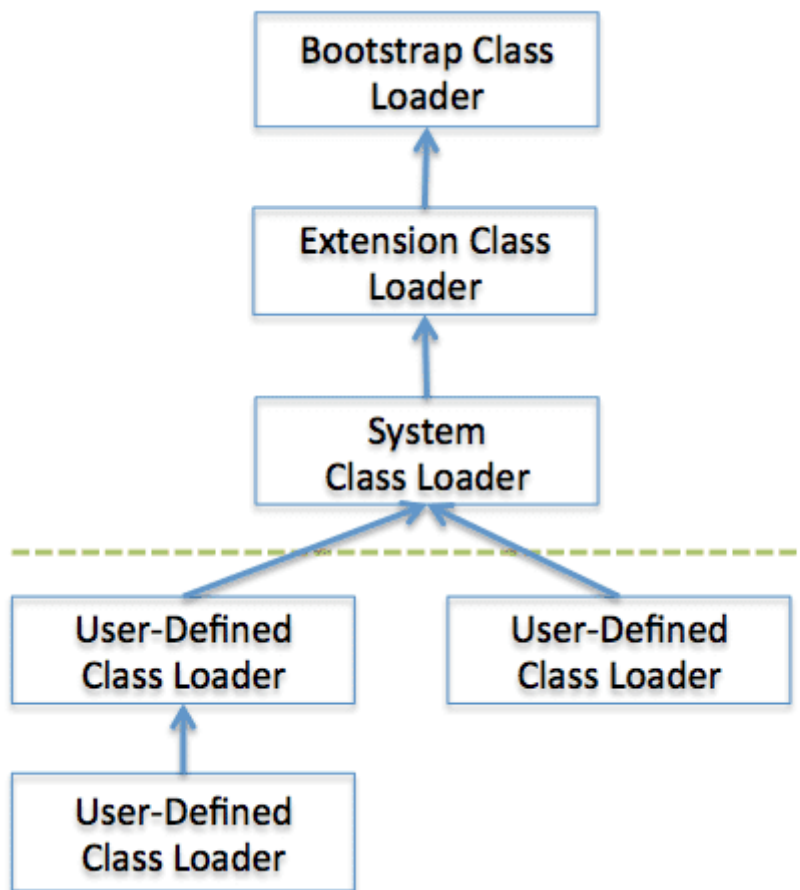 Bootstrap Class
Loader
Extension Class
Loader
System
Class Loader
User-Defined
Class Loader
User-Defined
Class Loader
User-Defined
Class Loader